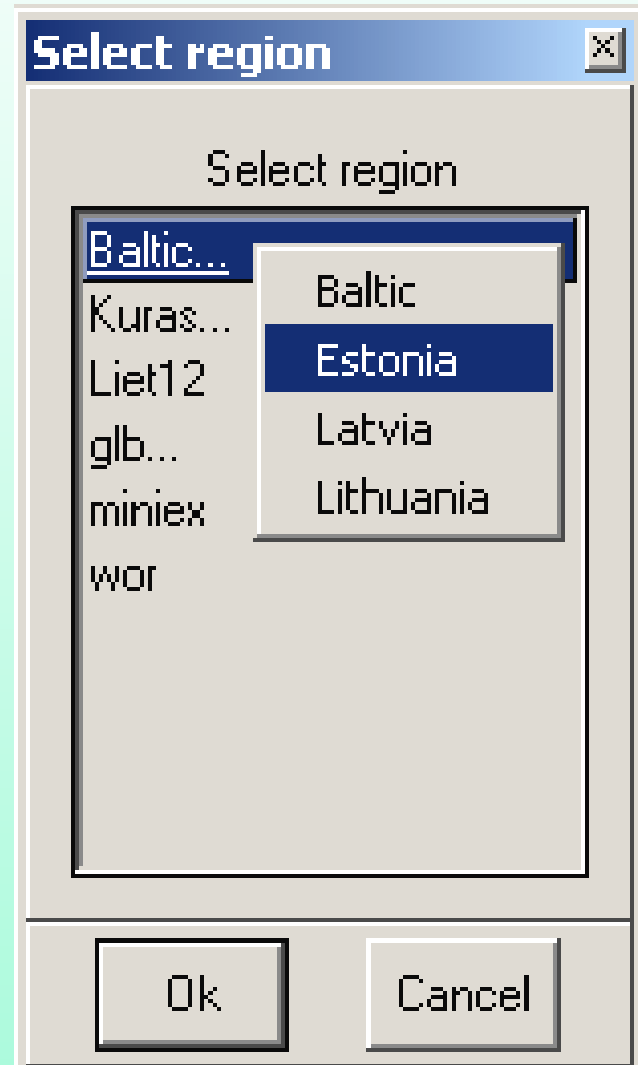 Select region
Select region
Baltic...
Kuras...
Liet12
glb...
miniex
wor
Baltic
Estonia
Latvia
Lithuania
Ok
Cancel